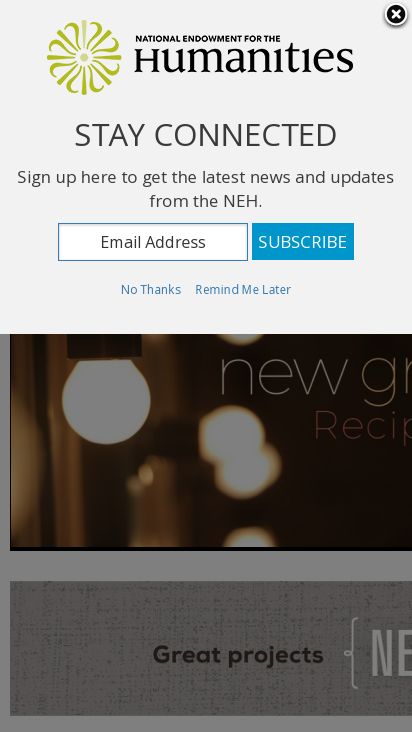 NATIONAL ENDOWMENT FOR THE
Humanities
STAY CONNECTED
Sign up here to get the latest news and updates
from the NEH.
Email Address
SUBSCRIBE
No Thanks Remind Me Later
new gr
Recip
Great projects
NE